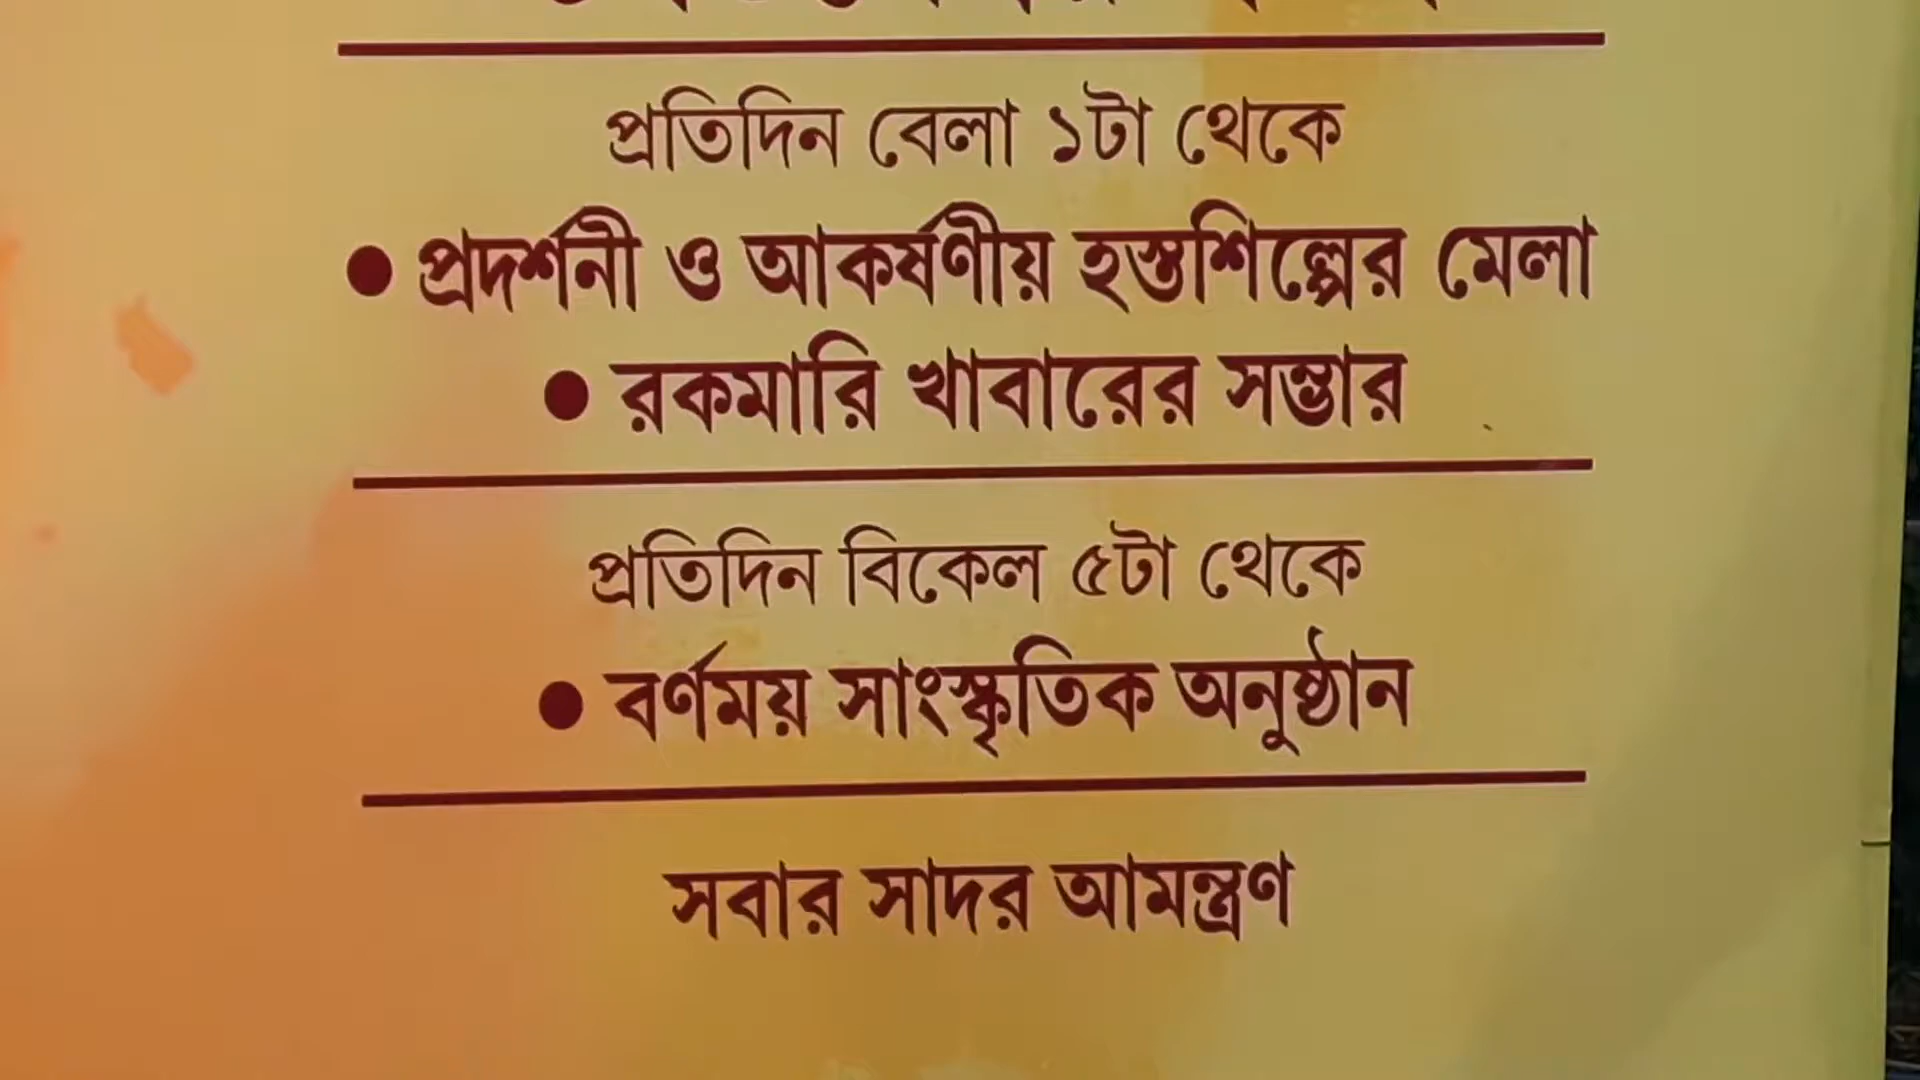 প্রতিদিন বেলা ১টা থেকে
● প্রদর্শনী ও আকর্ষণীয় হস্তশিল্পের মেলা
● রকমারি খাবারের সম্ভার
প্রতিদিন বিকেল ৫টা থেকে
● বর্ণময় সাংস্কৃতিক অনুষ্ঠান
সবার সাদর আমন্ত্রণ